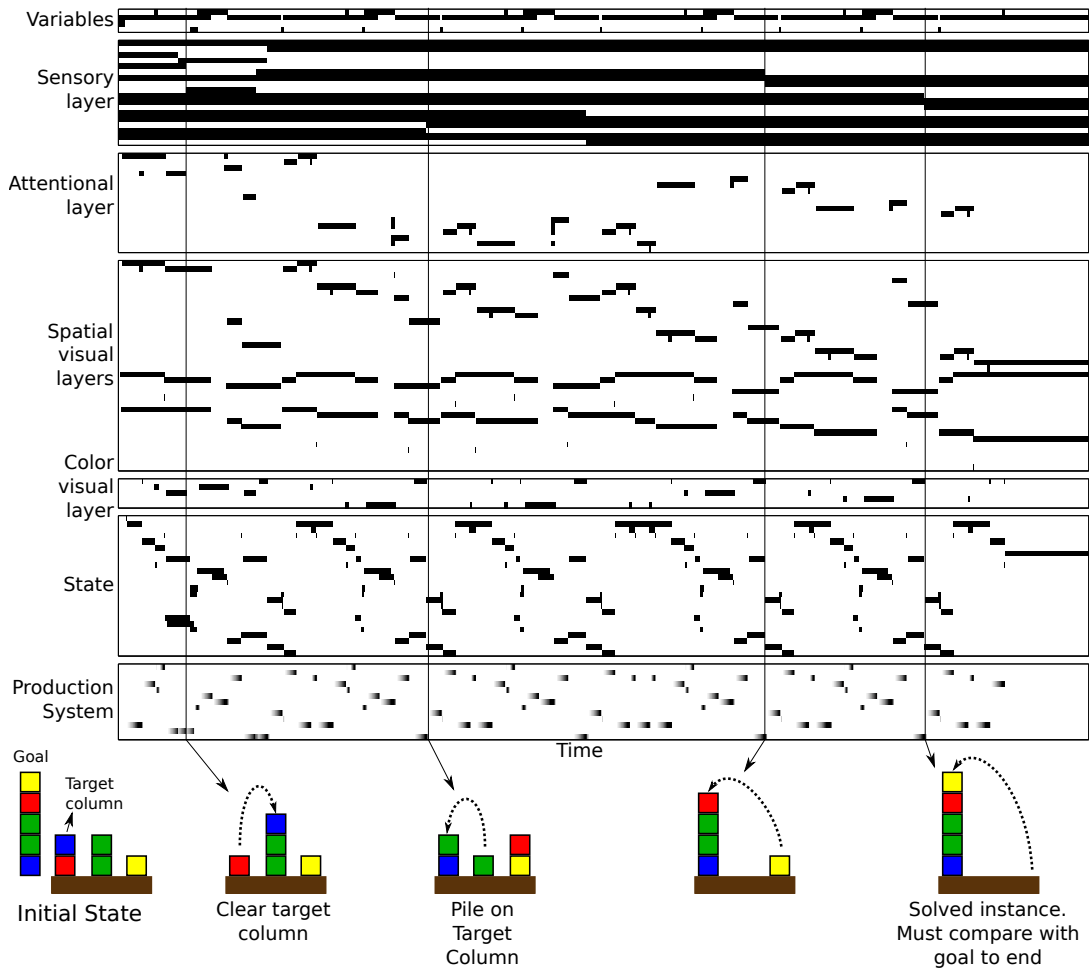 Variables
Sensory
layer
Attentional
layer
Spatial
visual
layers
Color
visual
layer
State
Production
System
Time
Goal
Target
column
Initial State
Clear target
column
Pile on
Target
Column
Solved instance.
Must compare with
goal to end